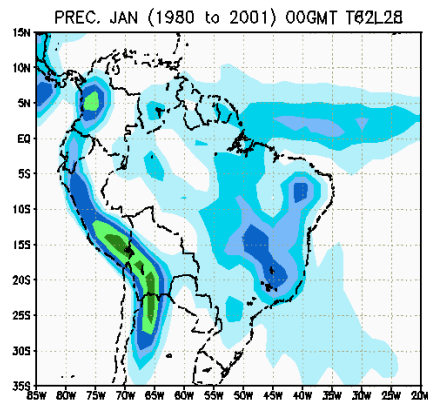 PREC. JAN (1980 to 2001) 00GMT T62L28
15N
10N
5N
EQ
5S
10S
15S
20S
25S
30S
35S
85W 80W 75W 70W 65W 60W 55W 50W 45W 40W 35W 30W 25W 20W